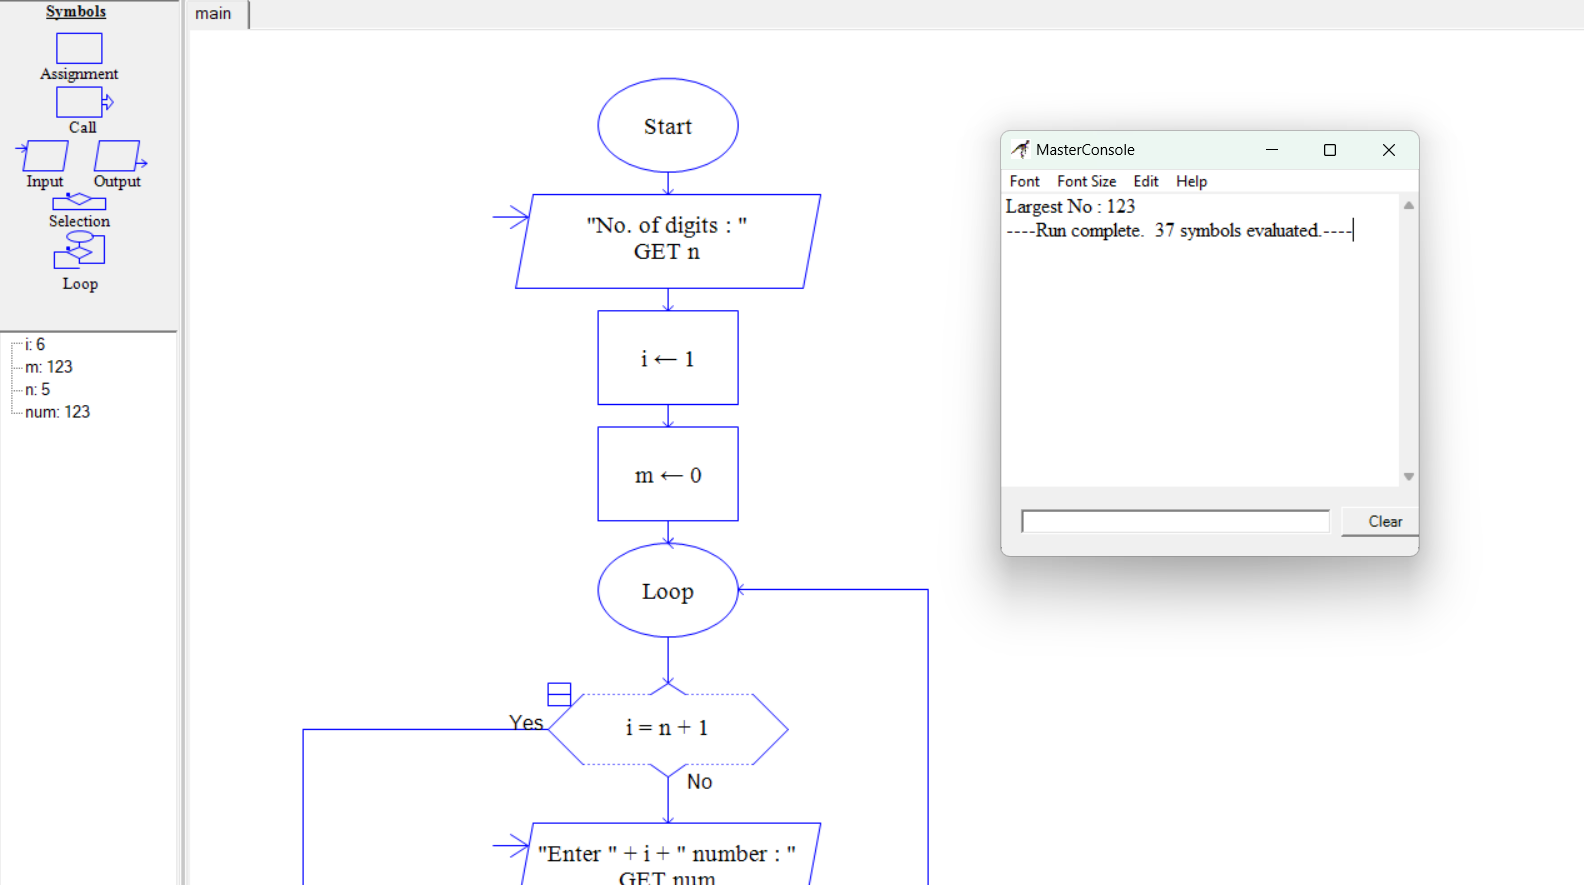 Symbols
Assignment
Call
Input
Output
Selection
Loop
i: 6
m: 123
n: 5
num: 123
main
Start
"No. of digits : "
GET n
i ← 1
m ← 0
Loop
Yes
i = n + 1
No
"Enter " + i + " number : "
GET num
MasterConsole
Font Font Size Edit Help
Largest No : 123
----Run complete.  37 symbols evaluated.----
Clear